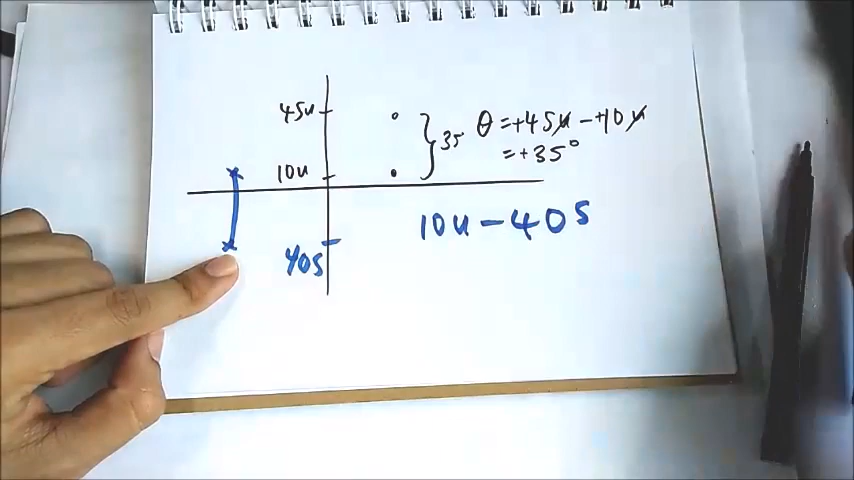 45u
10u
40s
35
θ = +45u - +10u
= +35°
10u - 40s